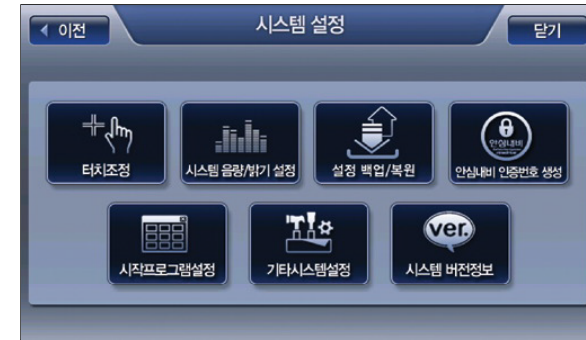 이전
시스템 설정
닫기
터치조정
시스템 음량/밝기 설정
설정 백업/복원
안심내비
안심내비 인증번호 생성
시작프로그램설정
기타시스템설정
ver.
시스템 버전정보